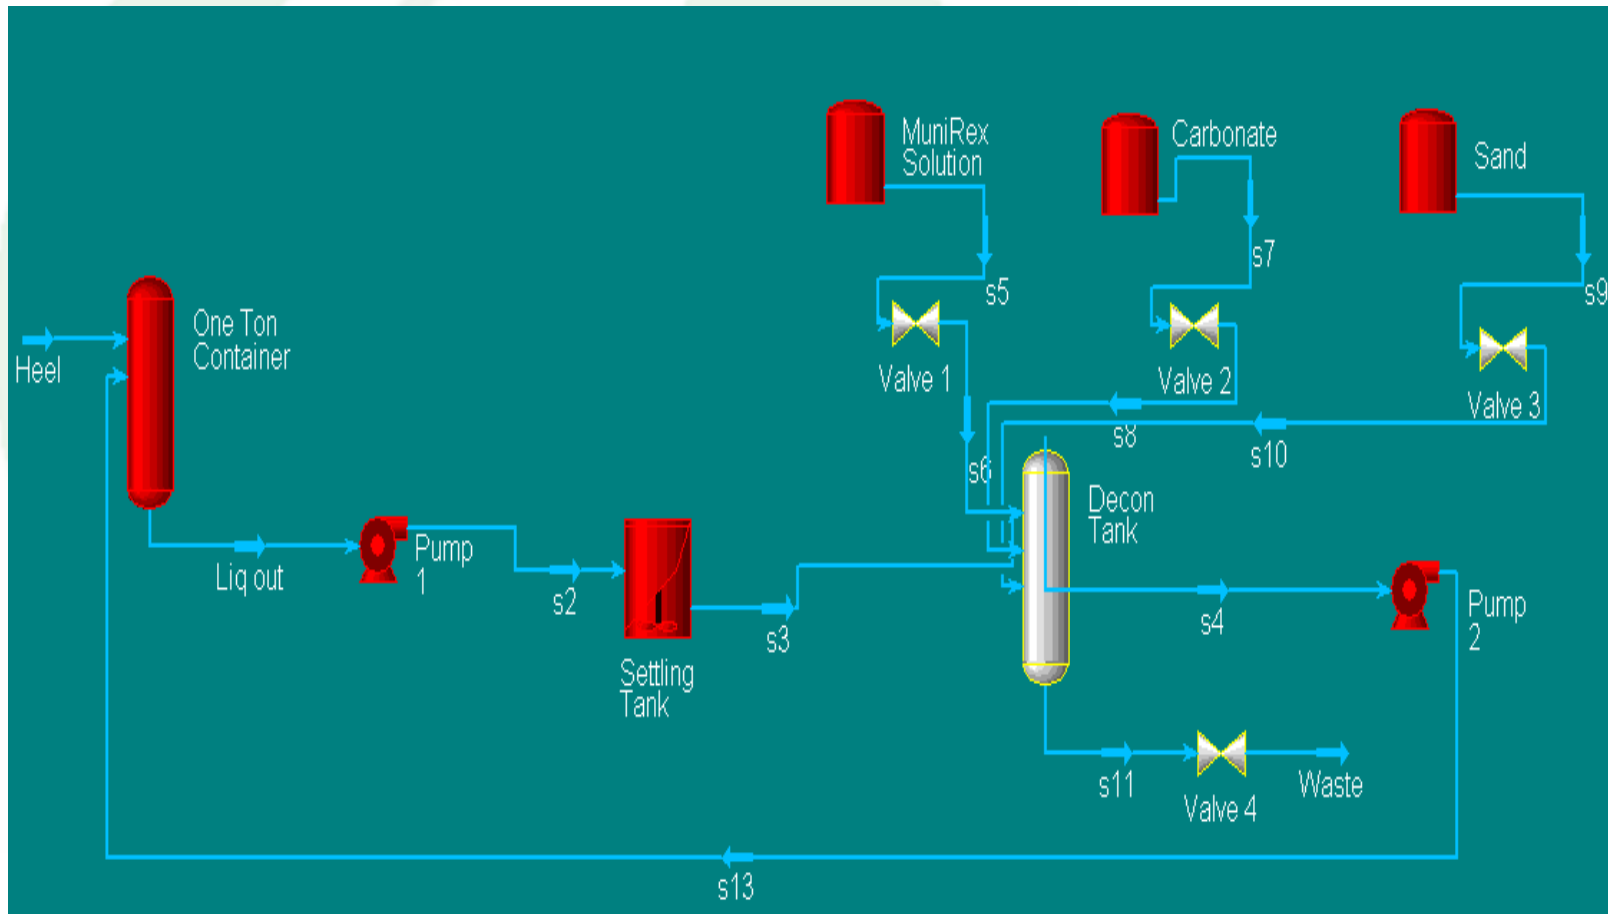 MuniRex
Solution
Carbonate
Sand
s7
s5
s9
One Ton
Container
Heel
Valve 1
Valve 2
Valve 3
s8
s10
s6
Decon
Tank
Pump
1
Liq out
s2
s3
s4
Pump
2
Settling
Tank
s11
Valve 4
Waste
s13